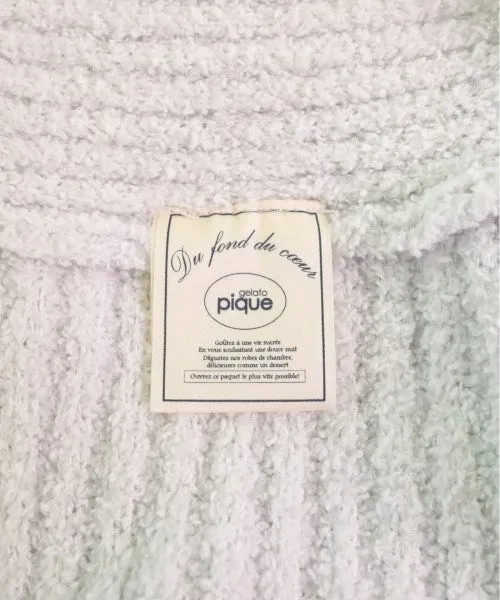 Du fond du cœur
gelato
pique
Goûtez à une vie sucrée
En vous souhaitant une douce nuit
Dégustez nos robes de chambre,
délicieuses comme un dessert
Ouvrez ce paquet le plus vite possible!